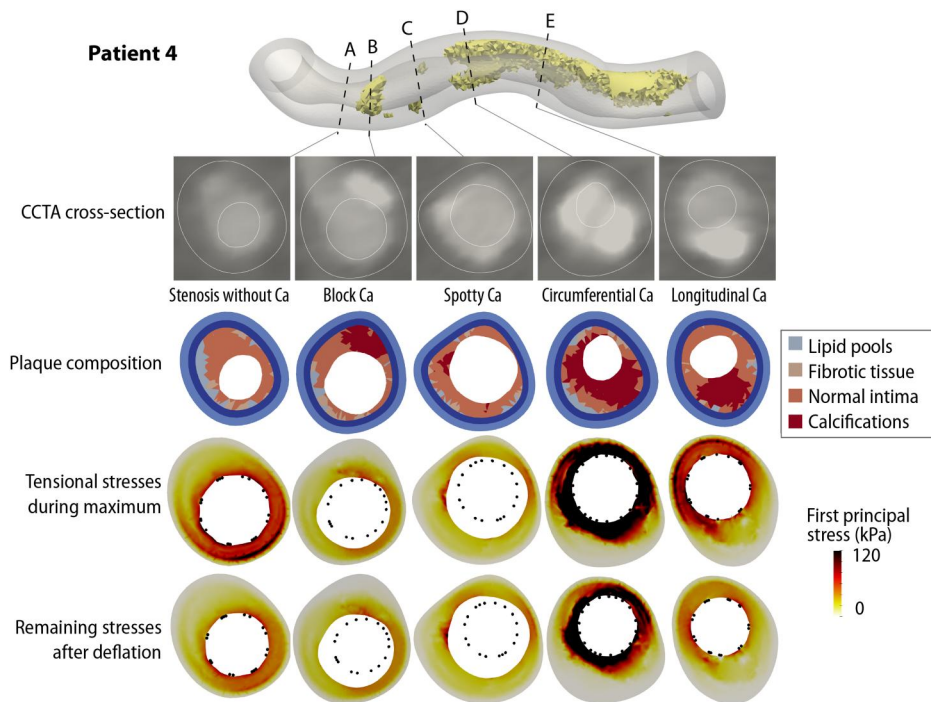 Patient 4
A
B
C
D
E
CCTA cross-section
Stenosis without Ca
Block Ca
Spotty Ca
Circumferential Ca
Longitudinal Ca
Plaque composition
Lipid pools
Fibrotic tissue
Normal intima
Calcifications
Tensional stresses
during maximum
First principal
stress (kPa)
120
0
Remaining stresses
after deflation